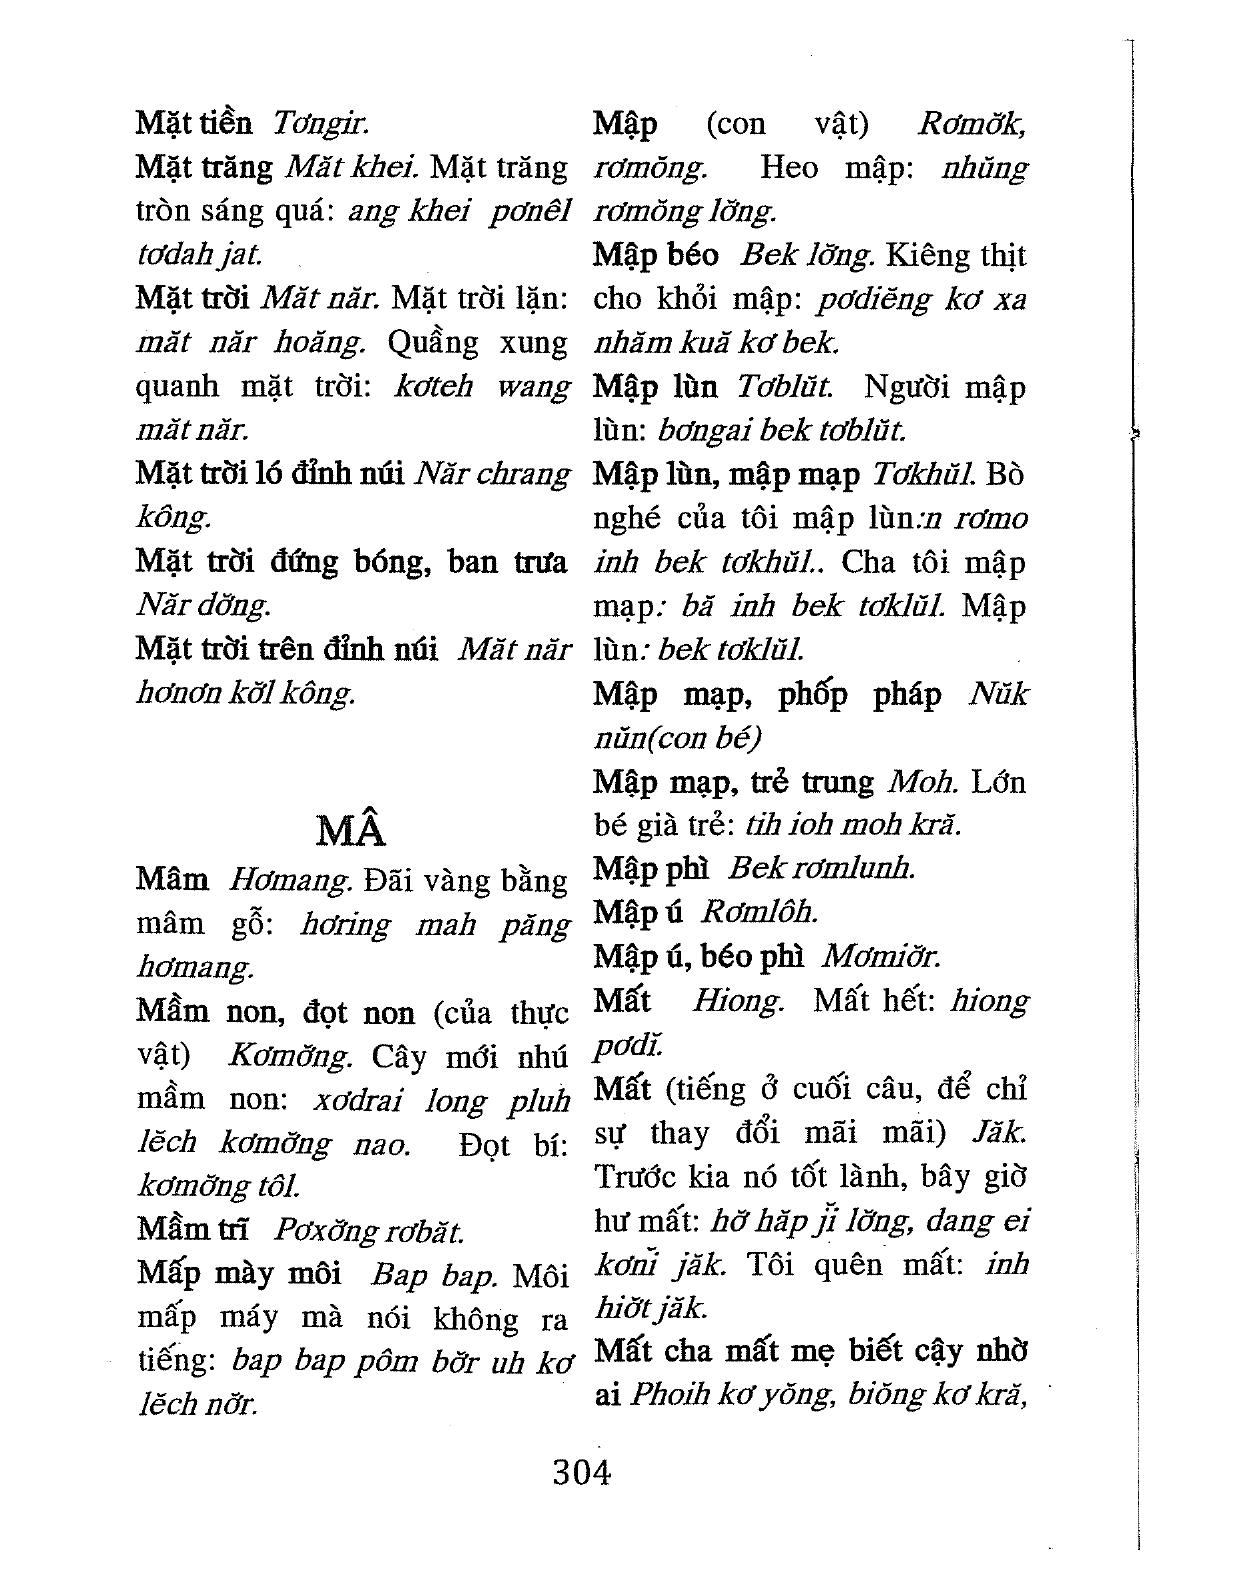 Mặt tiền Tơngir.
Mặt trăng Măt khei. Mặt trăng
tròn sáng quá: ang khei pơnêl
tơdah jat.
Mặt trời Măt năr. Mặt trời lặn:
măt năr hoăng. Quầng xung
quanh mặt trời: kơteh wang
măt năr.
Mặt trời ló đỉnh núi Năr chrang
kông.
Mặt trời đứng bóng, ban trưa
Năr dơ̆ng.
Mặt trời trên đỉnh núi Măt năr
hơnơn kơ̆l kông.
MÂ
Mâm Hơmang. Đãi vàng bằng
mâm gỗ: hơring mah păng
hơmang.
Mầm non, đọt non (của thực
vật) Kơmơ̆ng. Cây mới nhú
mầm non: xơdrai long pluh
lĕch kơmơ̆ng nao. Đọt bí:
kơmơ̆ng tôl.
Mầm trĩ Pơxơ̆ng rơbăt.
Mấp mày môi Bap bap. Môi
mấp máy mà nói không ra
tiếng: bap bap pôm bơ̆r uh kơ
lĕch nơ̆r.
Mập (con vật) Rơmơ̆k,
rơmŏng. Heo mập: nhŭng
rơmŏng lơ̆ng.
Mập béo Bek lơ̆ng. Kiêng thịt
cho khỏi mập: pơdiĕng kơ xa
nhăm kuă kơ bek.
Mập lùn Tơblŭt. Người mập
lùn: bơngai bek tơblŭt.
Mập lùn, mập mạp Tơkhŭl. Bò
nghé của tôi mập lùn:n rơmo
inh bek tơkhŭl.. Cha tôi mập
mạp: bă inh bek tơklŭl. Mập
lùn: bek tơklŭl.
Mập mạp, phốp pháp Nŭk
nŭn(con bé)
Mập mạp, trẻ trung Moh. Lớn
bé già trẻ: tih ioh moh kră.
Mập phì Bek rơmlunh.
Mập ú Rơmlôh.
Mập ú, béo phì Mơmiơ̆r.
Mất Hiong. Mất hết: hiong
pơdĭ.
Mất (tiếng ở cuối câu, để chỉ
sự thay đổi mãi mãi) Jăk.
Trước kia nó tốt lành, bây giờ
hư mất: hơ̆ hăp jĭ lơ̆ng, dang ei
kơnĭ jăk. Tôi quên mất: inh
hiơ̆t jăk.
Mất cha mất mẹ biết cậy nhờ
ai Phoih kơ yŏng, biŏng kơ kră,
304